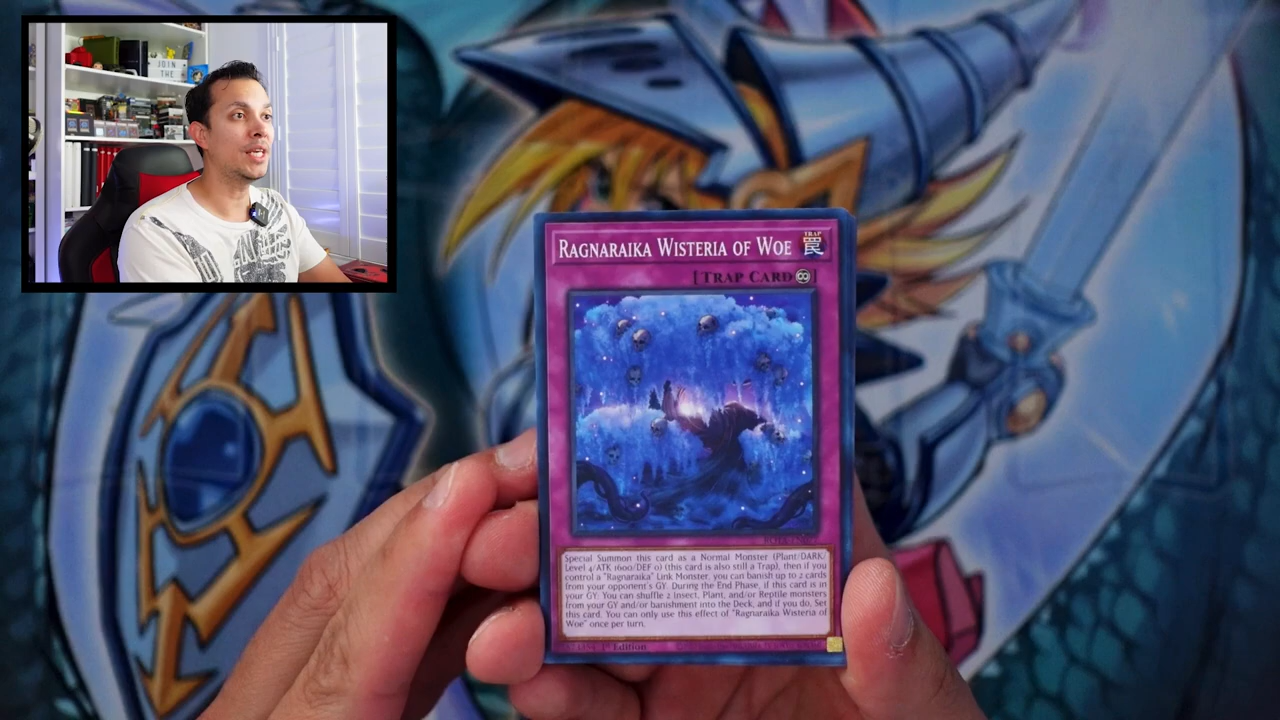 JOIN
THE
RAGNARAIKA WISTERIA OF WOE
TRAP
罠
[TRAP CARD]
Special Summon this card as a Normal Monster (Plant/DARK/
Level 4/ATK 1600/DEF 0) (this card is also still a Trap), then if you
control a "Ragnaraika" Link Monster, you can banish up to 2 cards
from your opponent's GY. During the End Phase, if this card is in
your GY: You can shuffle 2 Insect, Plant, and/or Reptile monsters
from your GY and/or banishment into the Deck, and if you do, Set
this card. You can only use this effect of "Ragnaraika Wisteria of
Woe" once per turn.
1st Edition